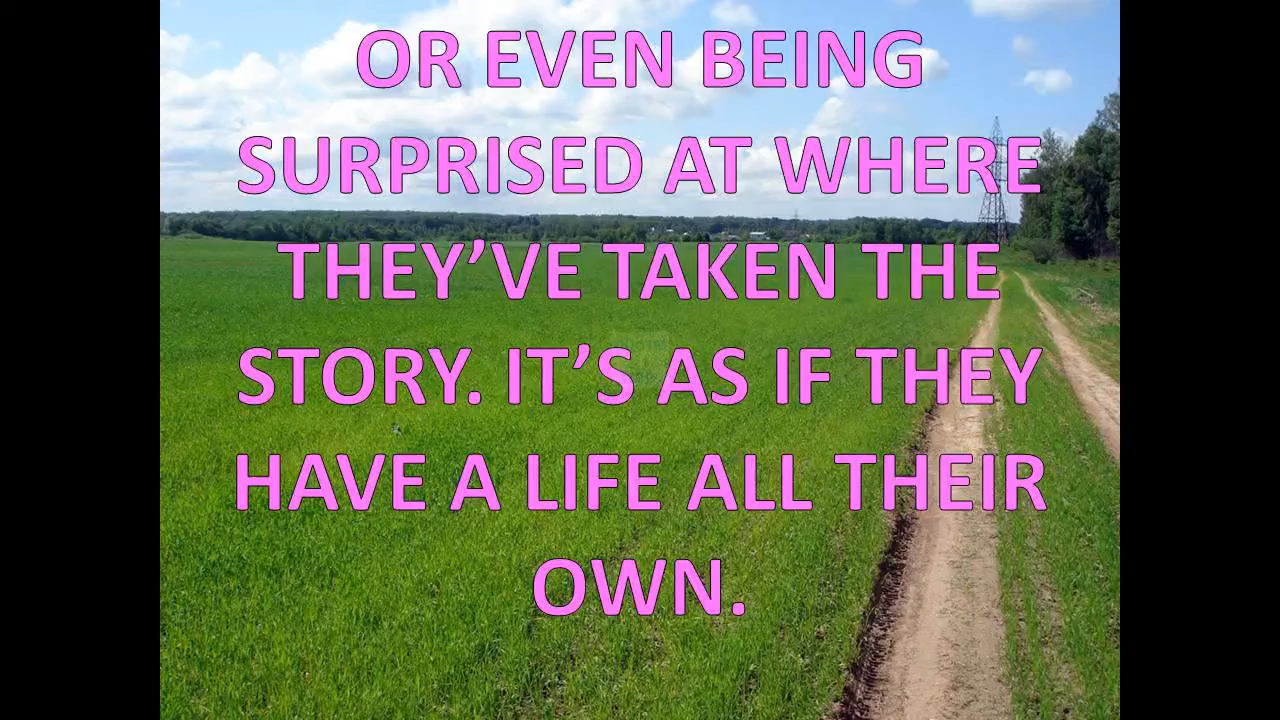 OR EVEN BEING
SURPRISED AT WHERE
THEY’VE TAKEN THE
STORY. IT’S AS IF THEY
HAVE A LIFE ALL THEIR
OWN.